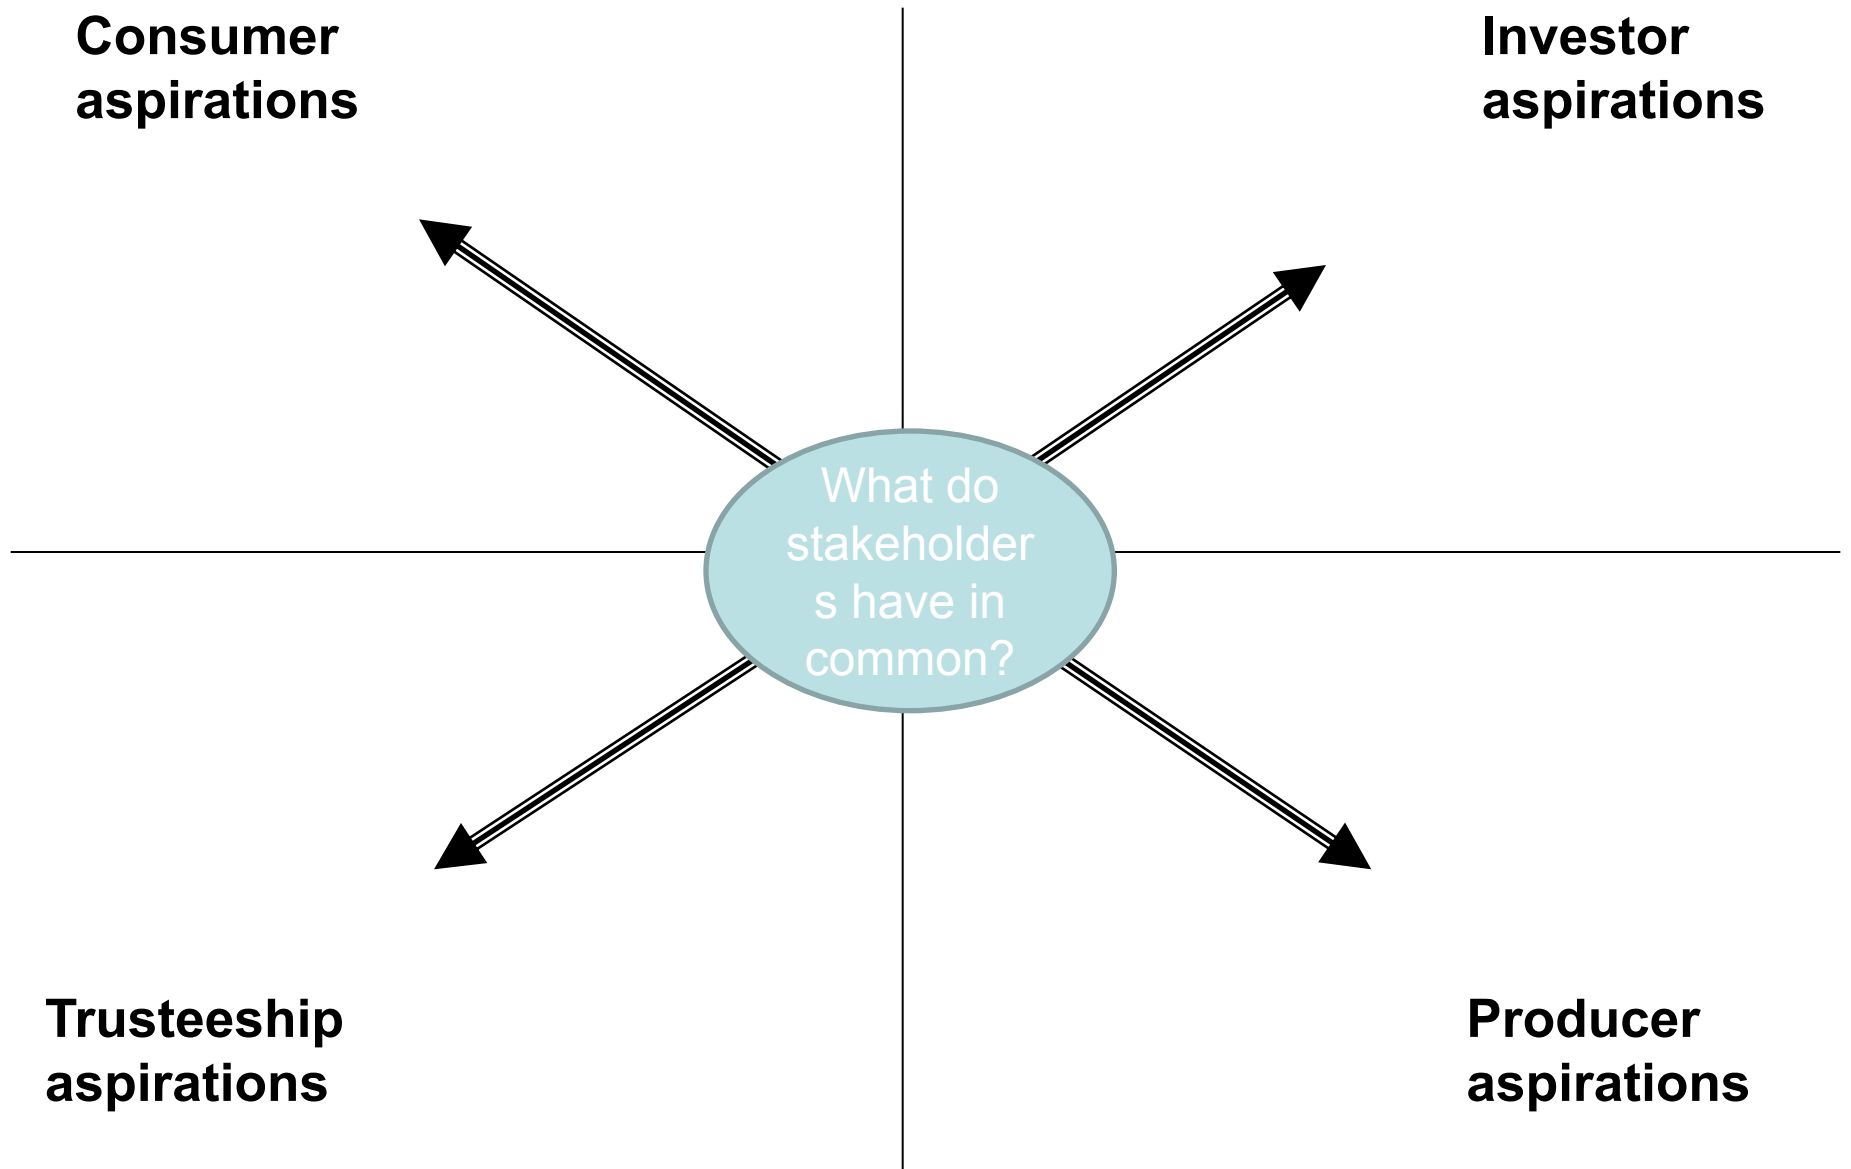 Consumer
aspirations
Investor
aspirations
What do
stakeholder
s have in
common?
Trusteeship
aspirations
Producer
aspirations